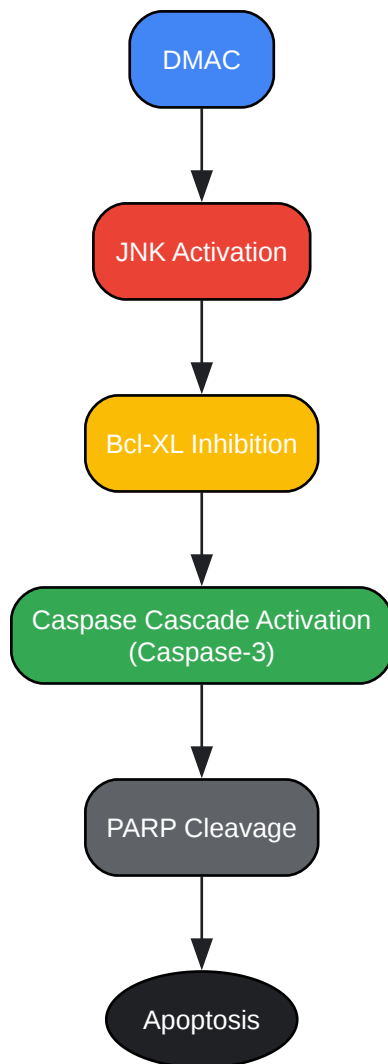 DMAC
JNK Activation
Bcl-XL Inhibition
Caspase Cascade Activation
(Caspase-3)
PARP Cleavage
Apoptosis